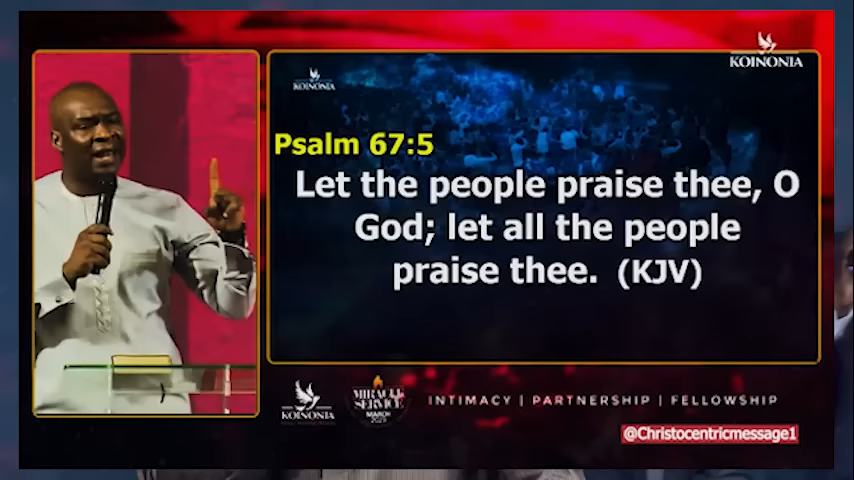 KOINONIA
KOINONIA
Psalm 67:5
Let the people praise thee, O
God; let all the people
praise thee. (KJV)
KOINONIA
MIRACLE
SERVICE
MARCH
INTIMACY | PARTNERSHIP | FELLOWSHIP
@Christocentricmessage1